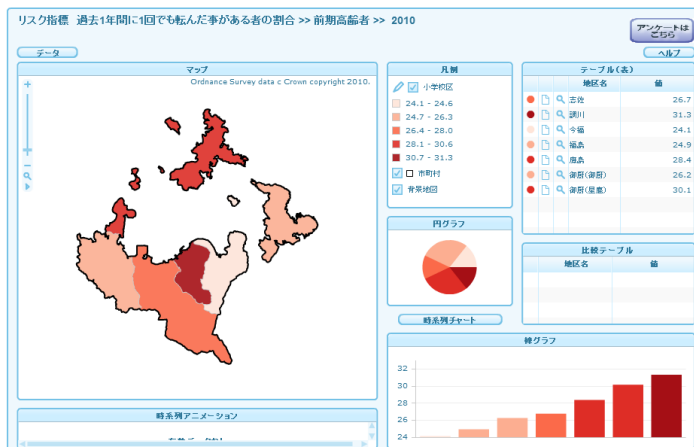 リスク指標 過去1年間に1回でも転んだ事がある者の割合 >> 前期高齢者 >> 2010
アンケートは
こちら
データ
ヘルプ
マップ
Ordnance Survey data c Crown copyright 2010.
凡例
小学校区
24.1 - 24.6
24.7 - 26.3
26.4 - 28.0
28.1 - 30.6
30.7 - 31.3
市町村
背景地図
円グラフ
時系列チャート
テーブル(表)
地区名 値
志佐 26.7
調川 31.3
今福 24.1
福島 24.9
鷹島 28.4
御厨(御厨) 26.2
御厨(星鹿) 30.1
比較テーブル
地区名 値
棒グラフ
32
30
28
26
24
時系列アニメーション